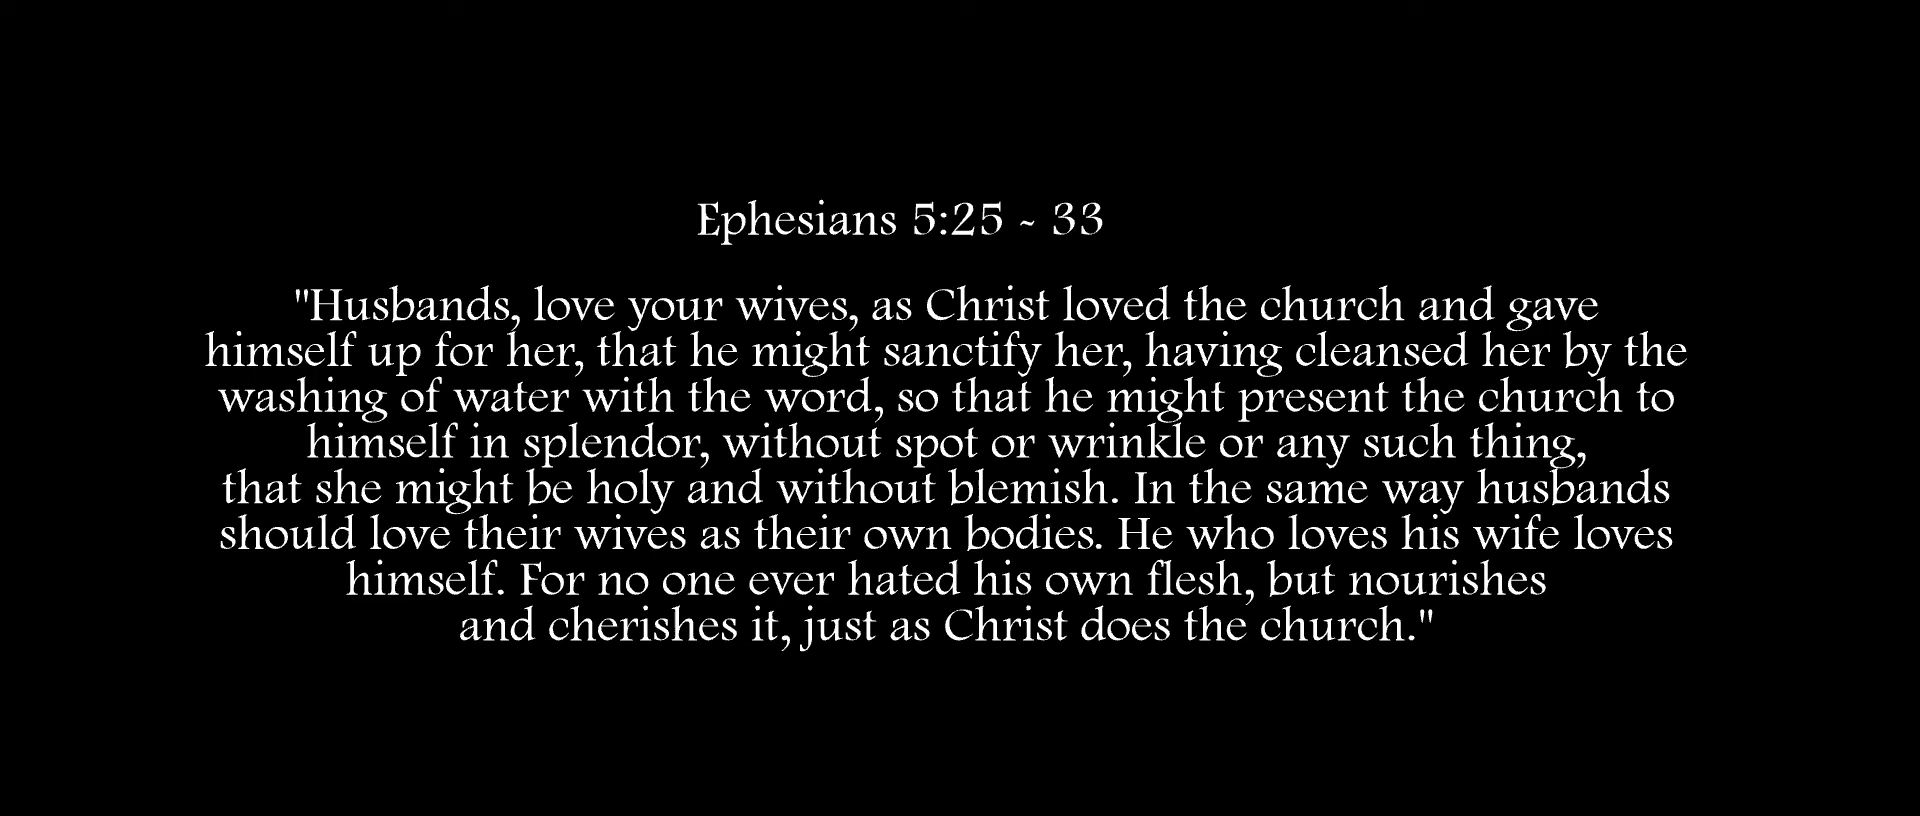 Ephesians 5:25 ~ 33
"Husbands, love your wives, as Christ loved the church and gave
himself up for her, that he might sanctify her, having cleansed her by the
washing of water with the word, so that he might present the church to
himself in splendor, without spot or wrinkle or any such thing,
that she might be holy and without blemish. In the same way husbands
should love their wives as their own bodies. He who loves his wife loves
himself. For no one ever hated his own flesh, but nourishes
and cherishes it, just as Christ does the church."